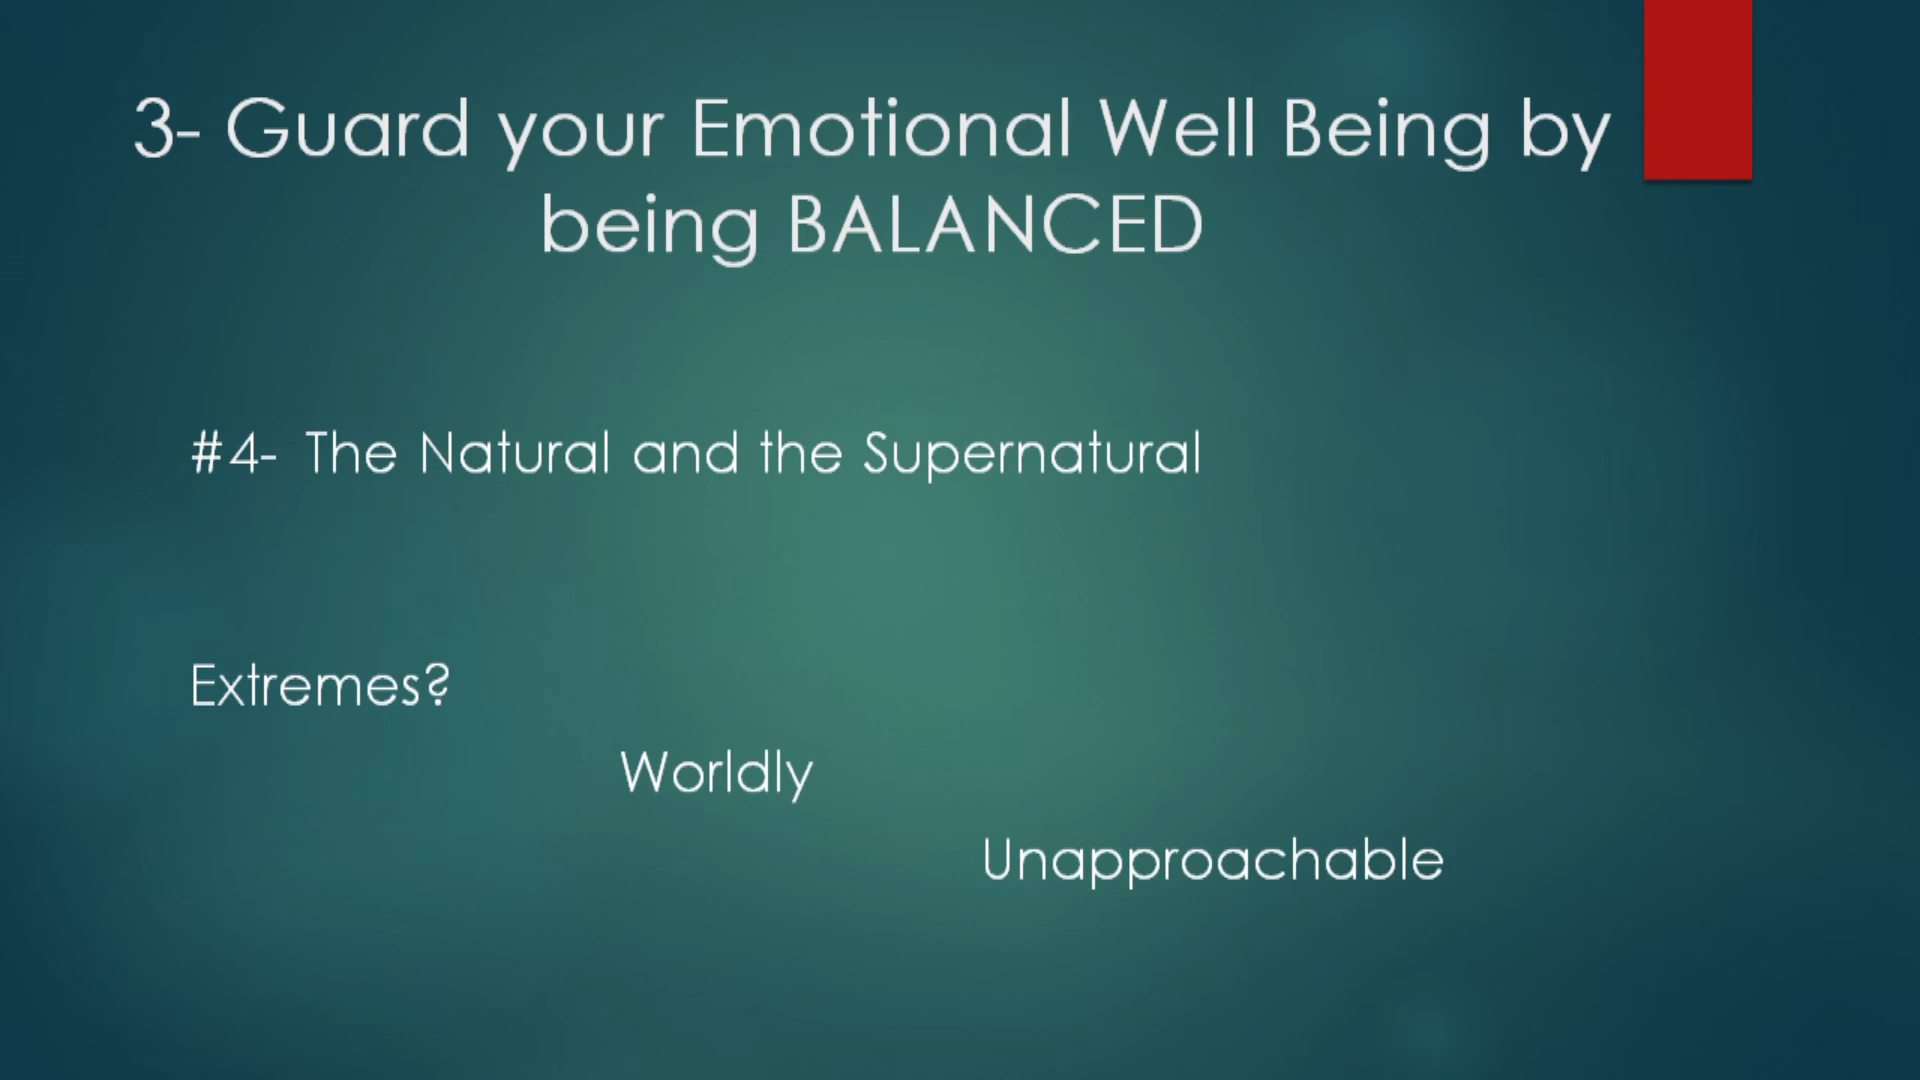 3- Guard your Emotional Well Being by
being BALANCED
#4- The Natural and the Supernatural
Extremes?
Worldly
Unapproachable